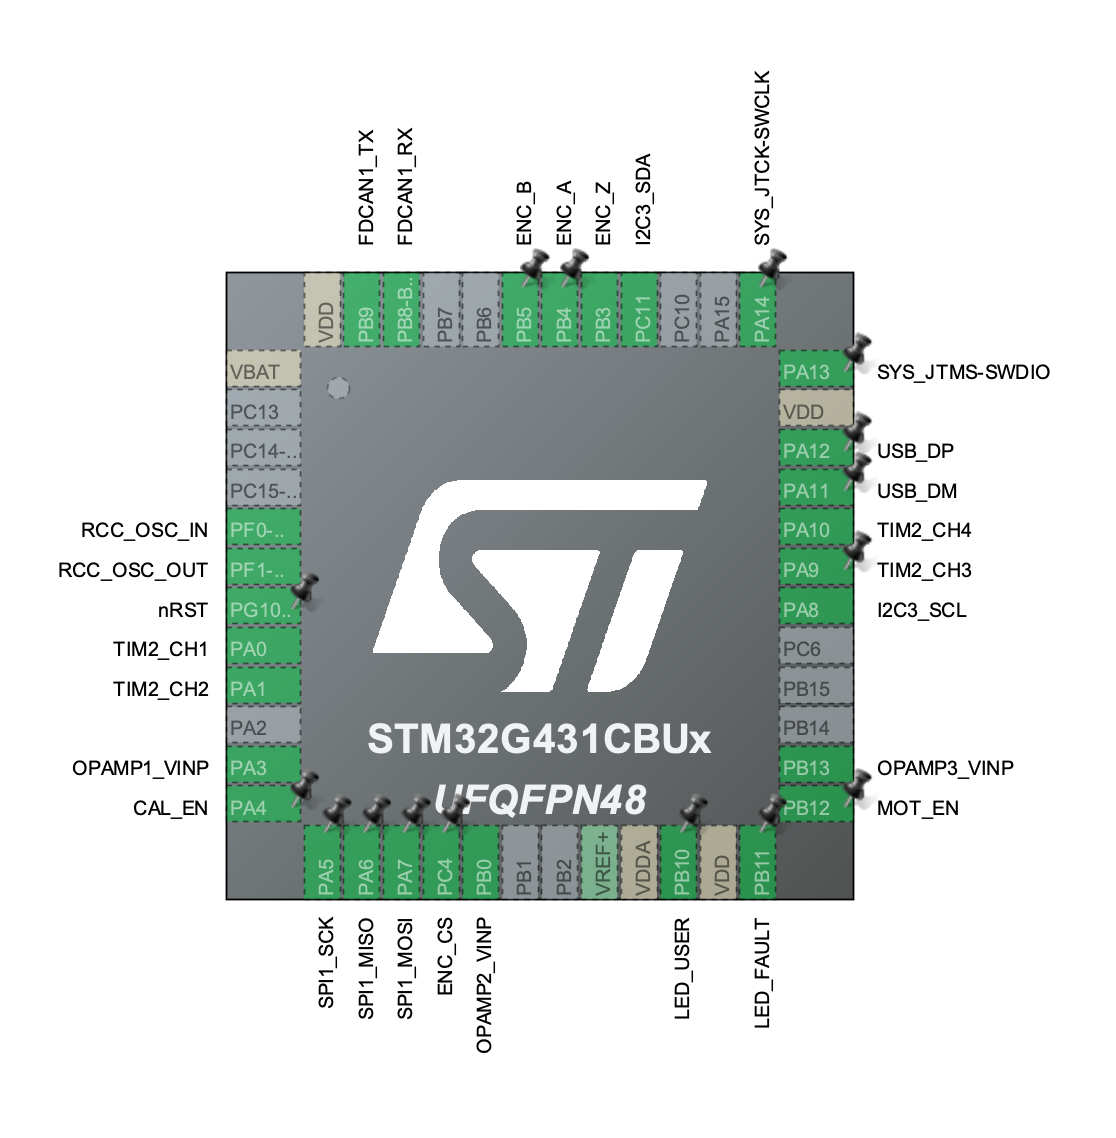 FDCAN1_TX
FDCAN1_RX
ENC_B
ENC_A
ENC_Z
I2C3_SDA
SYS_JTCK-SWCLK
VDD
PB9
PB8-B..
PB7
PB6
PB5
PB4
PB3
PC11
PC10
PA15
PA14
VBAT
PC13
PC14-..
PC15-..
RCC_OSC_IN PF0-..
RCC_OSC_OUT PF1-..
nRST PG10..
TIM2_CH1 PA0
TIM2_CH2 PA1
PA2
OPAMP1_VINP PA3
CAL_EN PA4
ST
STM32G431CBUx
UFQFPN48
PA13 SYS_JTMS-SWDIO
VDD
PA12 USB_DP
PA11 USB_DM
PA10 TIM2_CH4
PA9 TIM2_CH3
PA8 I2C3_SCL
PC6
PB15
PB14
PB13 OPAMP3_VINP
PB12 MOT_EN
PA5
PA6
PA7
PC4
PB0
PB1
PB2
VREF+
VDDA
PB10
VDD
PB11
SPI1_SCK
SPI1_MISO
SPI1_MOSI
ENC_CS
OPAMP2_VINP
LED_USER
LED_FAULT